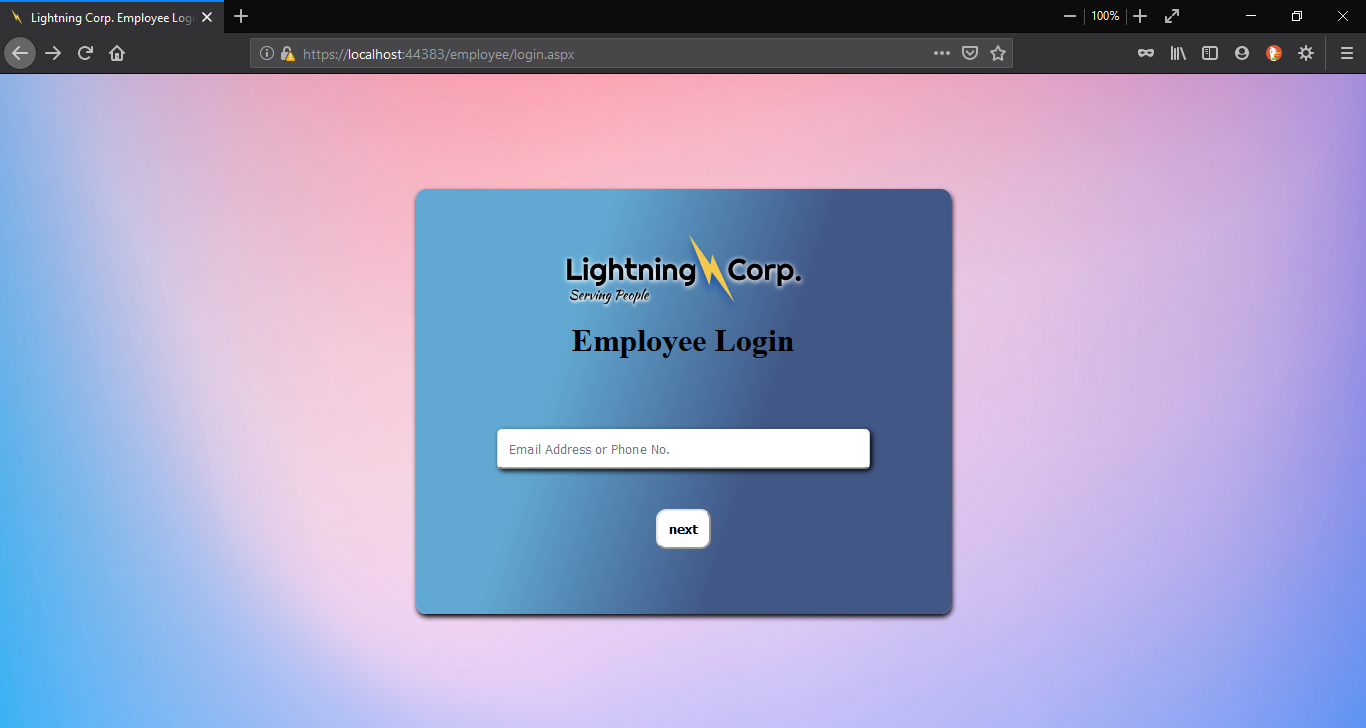 Lightning Corp. Employee Logi
100%
https://localhost:44383/employee/login.aspx
Lightning Corp.
Serving People
Employee Login
Email Address or Phone No.
next